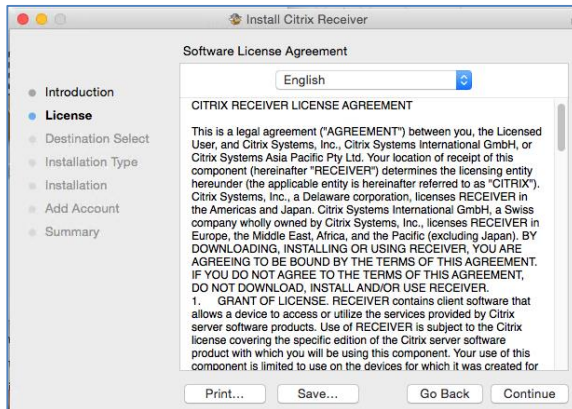 Install Citrix Receiver
Software License Agreement
English
Introduction
License
Destination Select
Installation Type
Installation
Add Account
Summary
CITRIX RECEIVER LICENSE AGREEMENT
This is a legal agreement ("AGREEMENT") between you, the Licensed
User, and Citrix Systems, Inc., Citrix Systems International GmbH, or
Citrix Systems Asia Pacific Pty Ltd. Your location of receipt of this
component (hereinafter "RECEIVER") determines the licensing entity
hereunder (the applicable entity is hereinafter referred to as "CITRIX").
Citrix Systems, Inc., a Delaware corporation, licenses RECEIVER in
the Americas and Japan. Citrix Systems International GmbH, a Swiss
company wholly owned by Citrix Systems, Inc., licenses RECEIVER in
Europe, the Middle East, Africa, and the Pacific (excluding Japan). BY
DOWNLOADING, INSTALLING OR USING RECEIVER, YOU ARE
AGREEING TO BE BOUND BY THE TERMS OF THIS AGREEMENT.
IF YOU DO NOT AGREE TO THE TERMS OF THIS AGREEMENT,
DO NOT DOWNLOAD, INSTALL AND/OR USE RECEIVER.
1. GRANT OF LICENSE. RECEIVER contains client software that
allows a device to access or utilize the services provided by Citrix
server software products. Use of RECEIVER is subject to the Citrix
license covering the specific edition of the Citrix server software
product with which you will be using this component. Your use of this
component is limited to use on the devices for which it was created for
Print...
Save...
Go Back
Continue